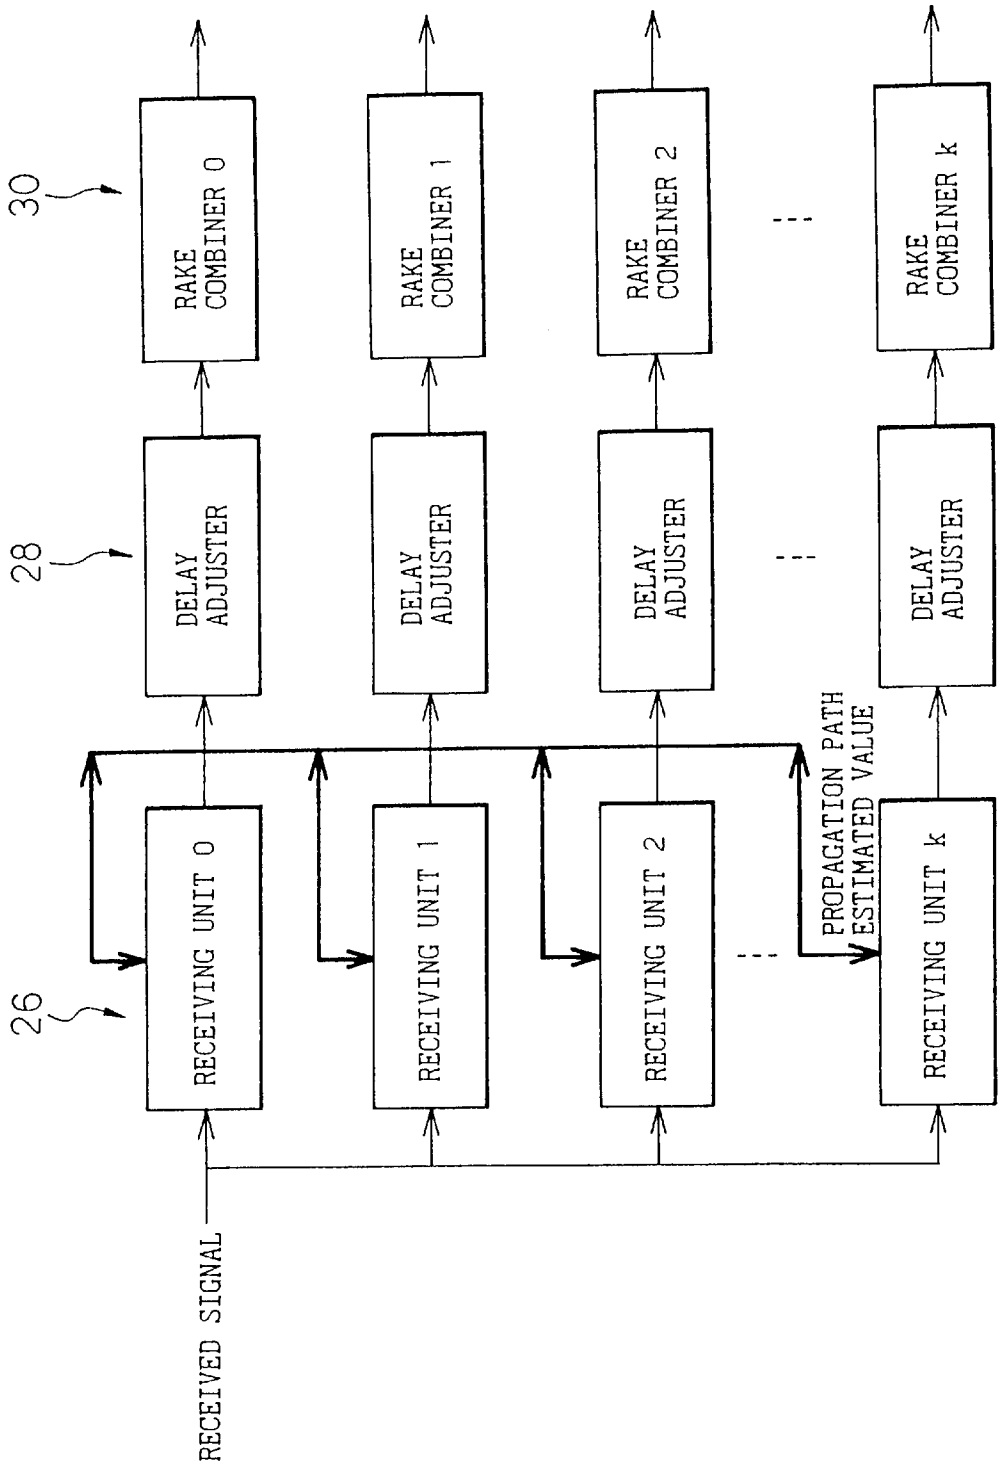 26
28
30
RECEIVED SIGNAL
RECEIVING UNIT 0
DELAY
ADJUSTER
RAKE
COMBINER 0
RECEIVING UNIT 1
DELAY
ADJUSTER
RAKE
COMBINER 1
RECEIVING UNIT 2
DELAY
ADJUSTER
RAKE
COMBINER 2
PROPAGATION PATH
ESTIMATED VALUE
RECEIVING UNIT k
DELAY
ADJUSTER
RAKE
COMBINER k